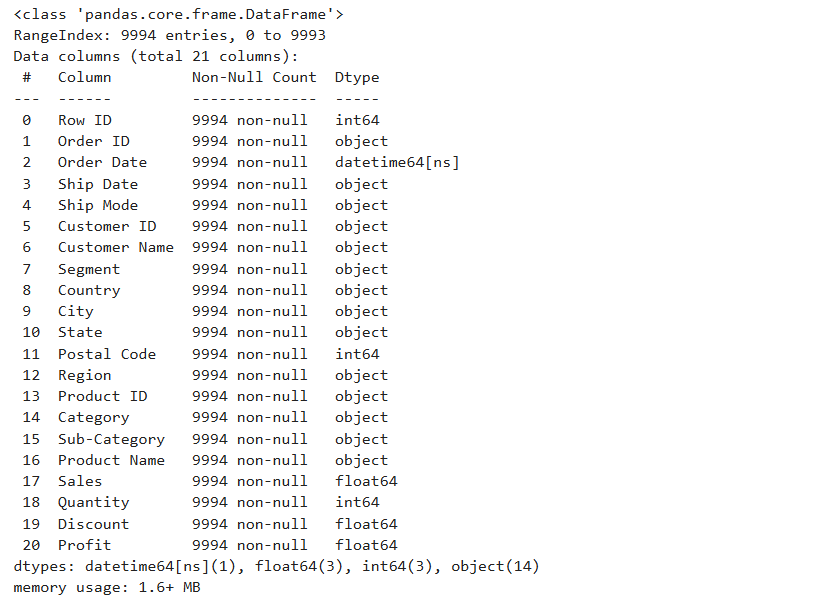 <class 'pandas.core.frame.DataFrame'>
RangeIndex: 9994 entries, 0 to 9993
Data columns (total 21 columns):
 #   Column         Non-Null Count  Dtype
---  ------         --------------  -----
 0   Row ID         9994 non-null   int64
 1   Order ID       9994 non-null   object
 2   Order Date     9994 non-null   datetime64[ns]
 3   Ship Date      9994 non-null   object
 4   Ship Mode      9994 non-null   object
 5   Customer ID    9994 non-null   object
 6   Customer Name  9994 non-null   object
 7   Segment        9994 non-null   object
 8   Country        9994 non-null   object
 9   City           9994 non-null   object
 10  State          9994 non-null   object
 11  Postal Code    9994 non-null   int64
 12  Region         9994 non-null   object
 13  Product ID     9994 non-null   object
 14  Category       9994 non-null   object
 15  Sub-Category   9994 non-null   object
 16  Product Name   9994 non-null   object
 17  Sales          9994 non-null   float64
 18  Quantity       9994 non-null   int64
 19  Discount       9994 non-null   float64
 20  Profit         9994 non-null   float64
dtypes: datetime64[ns](1), float64(3), int64(3), object(14)
memory usage: 1.6+ MB